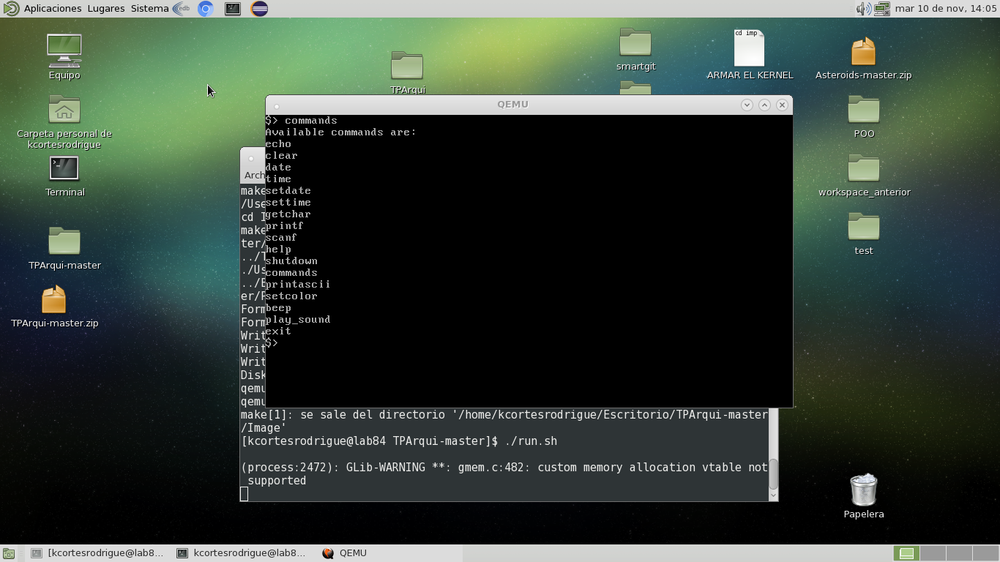 Aplicaciones Lugares Sistema edb
mar 10 de nov, 14:05
Equipo
Carpeta personal de
kcortesrodrigue
Terminal
TPArqui-master
TPArqui-master.zip
TPArqui
smartgit
cd imp
ARMAR EL KERNEL
Asteroids-master.zip
POO
workspace_anterior
test
Papelera
QEMU
$> commands
Available commands are:
echo
clear
date
time
setdate
settime
getchar
printf
scanf
help
shutdown
commands
printascii
setcolor
beep
play_sound
exit
$>
Arch
make
/Use
cd I
make
ter/
../T
./Us
../B
er/P
Form
Form
Writ
Writ
Writ
Disk
qemu
qemu
make[1]: se sale del directorio '/home/kcortesrodrigue/Escritorio/TPArqui-master
/Image'
[kcortesrodrigue@lab84 TPArqui-master]$ ./run.sh
(process:2472): GLib-WARNING **: gmem.c:482: custom memory allocation vtable not
supported
[kcortesrodrigue@lab8...
kcortesrodrigue@lab8...
QEMU